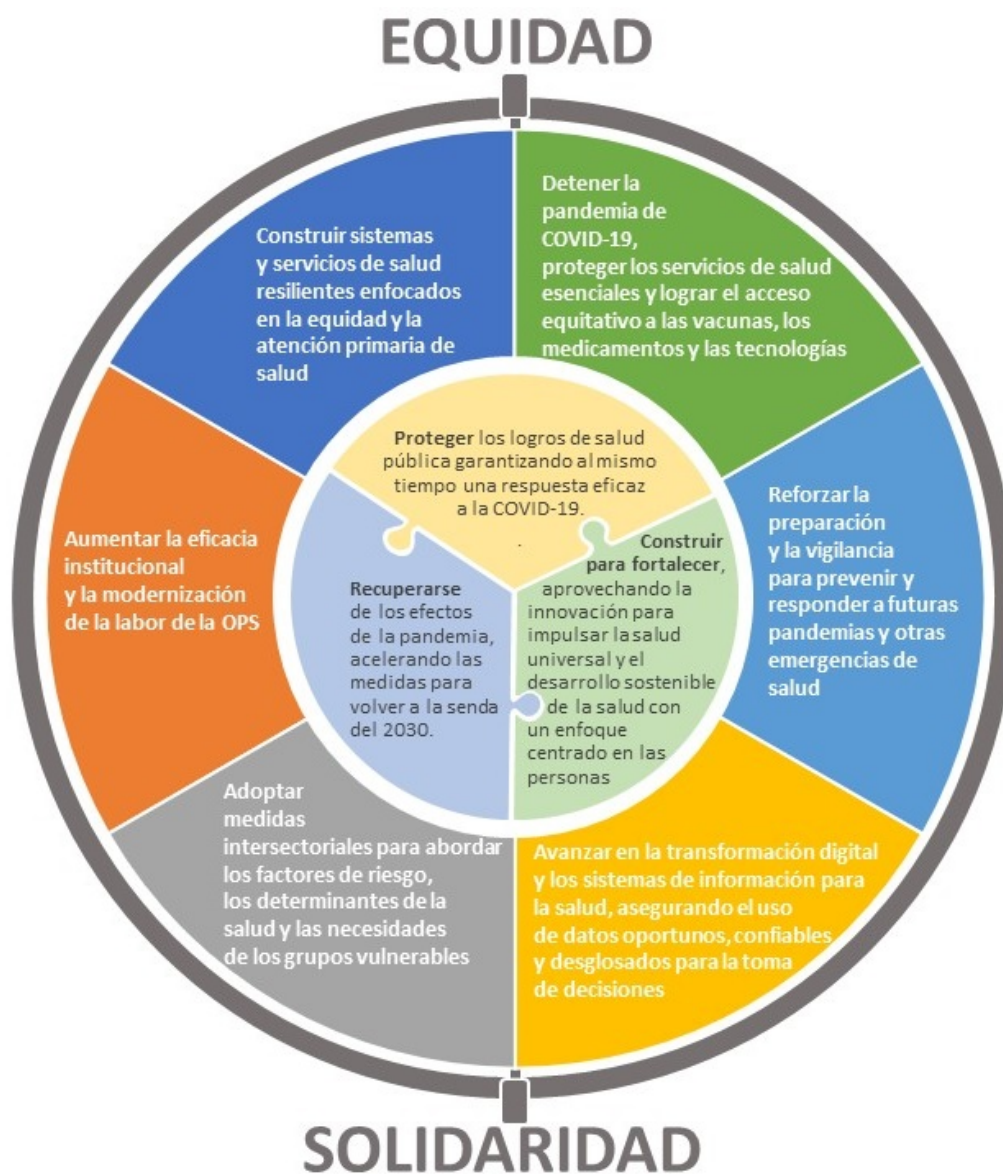 EQUIDAD
Detener la
pandemia de
COVID-19,
proteger los servicios de salud
esenciales y lograr el acceso
equitativo a las vacunas, los
medicamentos y las tecnologías
Reforzar la
preparación
y la vigilancia
para prevenir y
responder a futuras
pandemias y otras
emergencias de
salud
Avanzar en la transformación digital
y los sistemas de información para
la salud, asegurando el uso
de datos oportunos, confiables
y desglosados para la toma
de decisiones
Adoptar
medidas
intersectoriales para abordar
los factores de riesgo,
los determinantes de la
salud y las necesidades
de los grupos vulnerables
Aumentar la eficacia
institucional
y la modernización
de la labor de la OPS
Construir sistemas
y servicios de salud
resilientes enfocados
en la equidad y la
atención primaria de
salud
Proteger los logros de salud
pública garantizando al mismo
tiempo una respuesta eficaz
a la COVID-19.
.
Construir
para fortalecer,
aprovechando la
innovación para
impulsar la salud
universal y el
desarrollo sostenible
de la salud con
un enfoque
centrado en las
personas
Recuperarse
de los efectos
de la pandemia,
acelerando las
medidas para
volver a la senda
del 2030.
SOLIDARIDAD